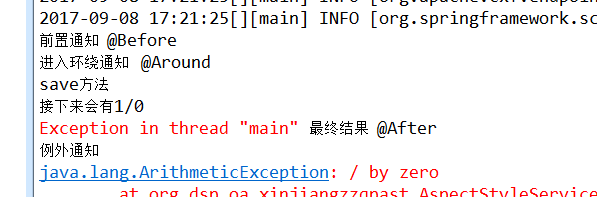 2017-09-08 17:21:25[][main] INFO [org.apache.cxf.endpoin
2017-09-08 17:21:25[][main] INFO [org.springframework.sc
前置通知 @Before
进入环绕通知 @Around
save方法
接下来会有1/0
Exception in thread "main" 最终结果 @After
例外通知
java.lang.ArithmeticException: / by zero
at org.dsp.oa.xinjiangzzqnast.AspectStyleService